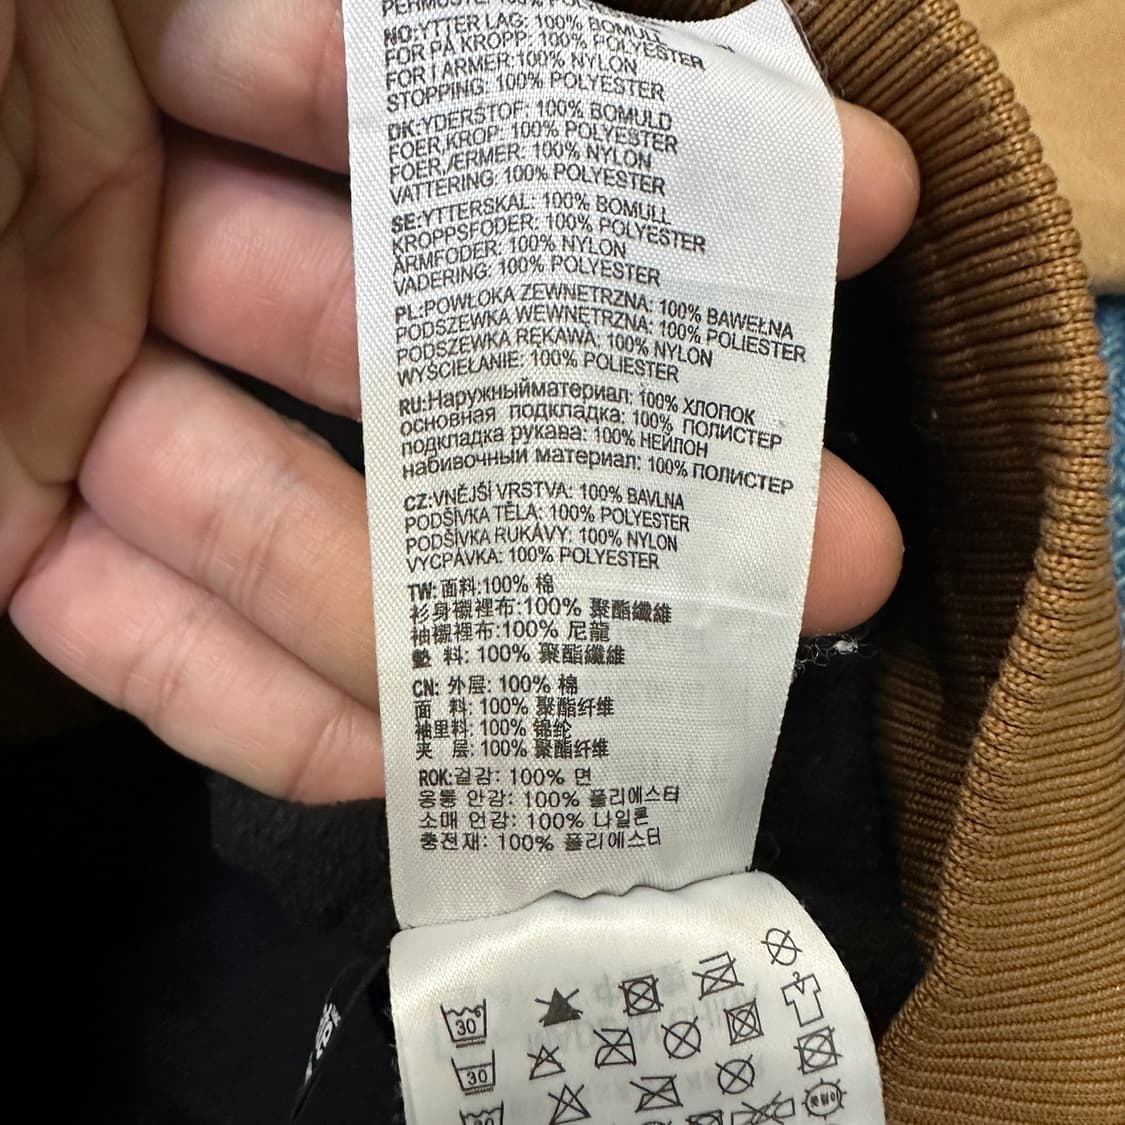 NO:YTTER LAG: 100% BOMULL
FOR PÅ KROPP: 100% POLYESTER
FOR I ARMER 100% NYLON
STOPPING: 100% POLYESTER
DK:YDERSTOF: 100% BOMULD
FOER,KROP: 100% POLYESTER
FOER,ÆRMER: 100% NYLON
VATTERING: 100% POLYESTER
SE:YTTERSKAL: 100% BOMULL
KROPPSFODER: 100% POLYESTER
ÄRMFODER: 100% NYLON
VADERING: 100% POLYESTER
PL:POWŁOKA ZEWNETRZNA: 100% BAWEŁNA
PODSZEWKA WEWNETRZNA: 100% POLIESTER
PODSZEWKA RĘKAWA: 100% NYLON
WYŚCIEŁANIE: 100% POLIESTER
RU:Наружныйматериал: 100% ХЛОПОК
основная подкладка: 100% ПОЛИСТЕР
подкладка рукава: 100% НЕЙЛОН
набивочный материал: 100% ПОЛИСТЕР
CZ:VNĚJŠÍ VRSTVA: 100% BAVLNA
PODŠÍVKA TĚLA: 100% POLYESTER
PODŠÍVKA RUKÁVY: 100% NYLON
VYCPÁVKA: 100% POLYESTER
TW: 面料:100% 棉
衫身襯裡布:100% 聚酯纖維
袖襯裡布:100% 尼龍
墊 料: 100% 聚酯纖維
CN: 外层: 100% 棉
面 料: 100% 聚酯纤维
袖里料: 100% 锦纶
夹 层: 100% 聚酯纤维
ROK:겉감: 100% 면
몸통 안감: 100% 폴리에스터
소매 언감: 100% 나일론
충전재: 100% 폴리에스터
30
30
30